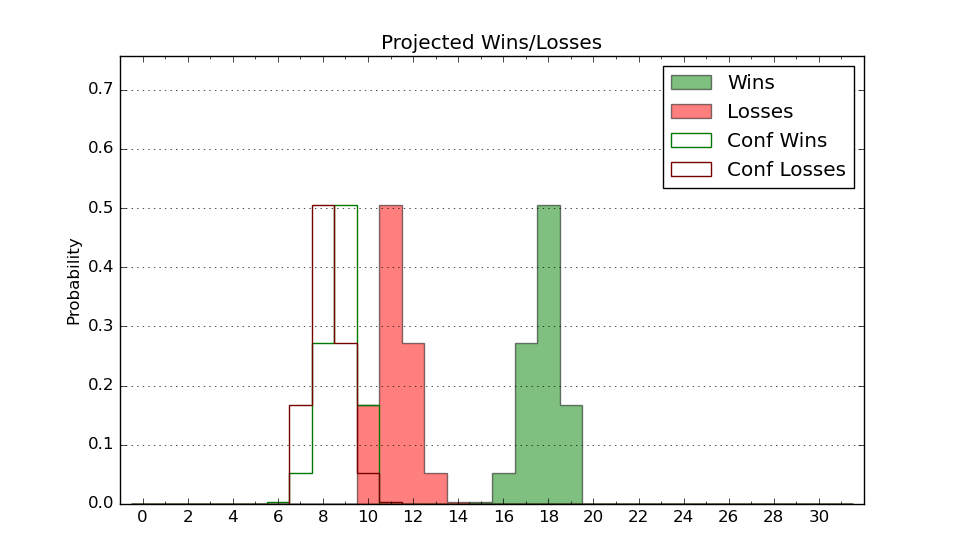 Projected Wins/Losses
Wins
Losses
Conf Wins
Conf Losses
Probability
0.7
0.6
0.5
0.4
0.3
0.2
0.1
0.0
0 2 4 6 8 10 12 14 16 18 20 22 24 26 28 30